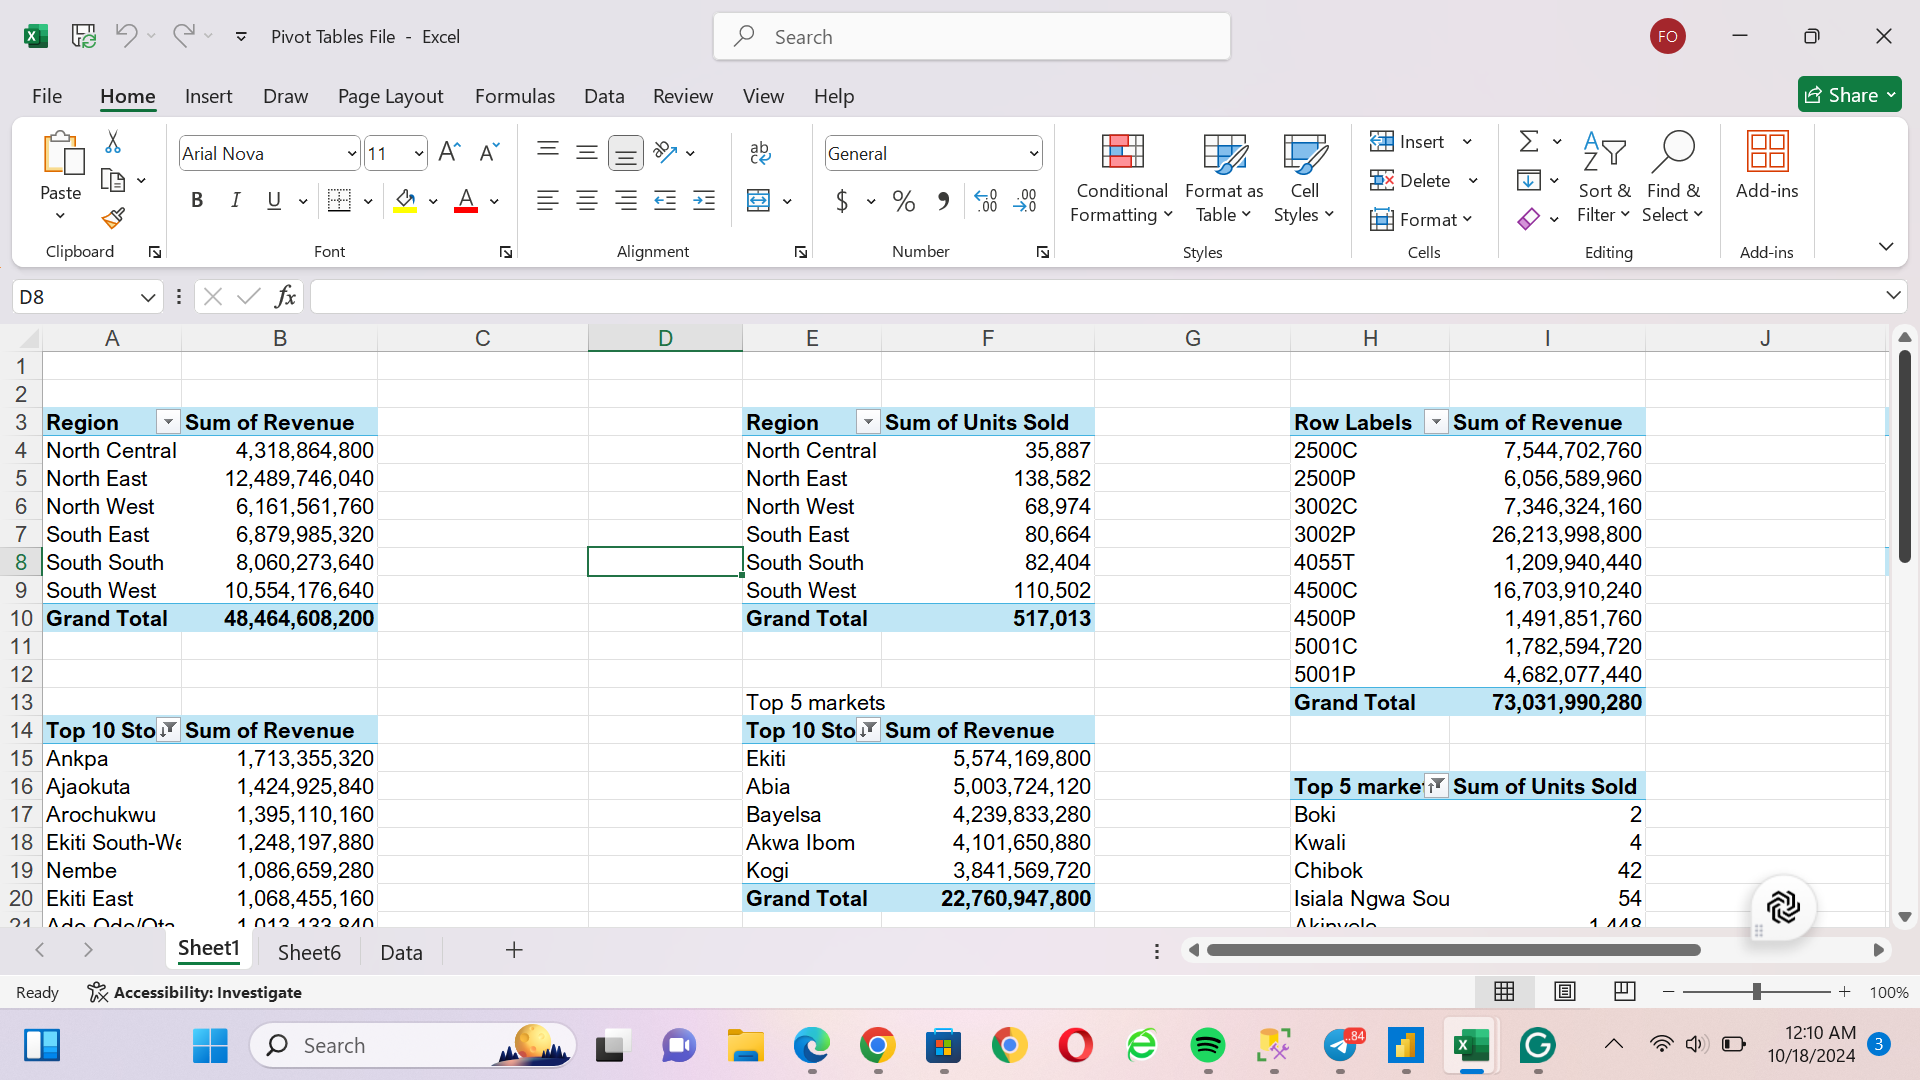 Pivot Tables File - Excel
Search
FO
File Home Insert Draw Page Layout Formulas Data Review View Help
Share
Paste
Clipboard
Arial Nova 11
B I U
Font
ab
Alignment
General
$ % .00 .00
Number
Conditional Formatting
Format as Table
Cell Styles
Styles
Insert
Delete
Format
Cells
Sort & Filter
Find & Select
Editing
Add-ins
Add-ins
D8 fx
A B C D E F G H I J
1
2
3 Region Sum of Revenue Region Sum of Units Sold Row Labels Sum of Revenue
4 North Central 4,318,864,800 North Central 35,887 2500C 7,544,702,760
5 North East 12,489,746,040 North East 138,582 2500P 6,056,589,960
6 North West 6,161,561,760 North West 68,974 3002C 7,346,324,160
7 South East 6,879,985,320 South East 80,664 3002P 26,213,998,800
8 South South 8,060,273,640 South South 82,404 4055T 1,209,940,440
9 South West 10,554,176,640 South West 110,502 4500C 16,703,910,240
10 Grand Total 48,464,608,200 Grand Total 517,013 4500P 1,491,851,760
11 5001C 1,782,594,720
12 5001P 4,682,077,440
13 Top 5 markets Grand Total 73,031,990,280
14 Top 10 Sto Sum of Revenue Top 10 Sto Sum of Revenue
15 Ankpa 1,713,355,320 Ekiti 5,574,169,800
16 Ajaokuta 1,424,925,840 Abia 5,003,724,120 Top 5 marke Sum of Units Sold
17 Arochukwu 1,395,110,160 Bayelsa 4,239,833,280 Boki 2
18 Ekiti South-We 1,248,197,880 Akwa Ibom 4,101,650,880 Kwali 4
19 Nembe 1,086,659,280 Kogi 3,841,569,720 Chibok 42
20 Ekiti East 1,068,455,160 Grand Total 22,760,947,800 Isiala Ngwa Sou 54
21 Ado Odo/Ota 1,013,133,840 Akinyele 1,448
Sheet1 Sheet6 Data
Ready Accessibility: Investigate 100%
Search
84
12:10 AM
10/18/2024
3